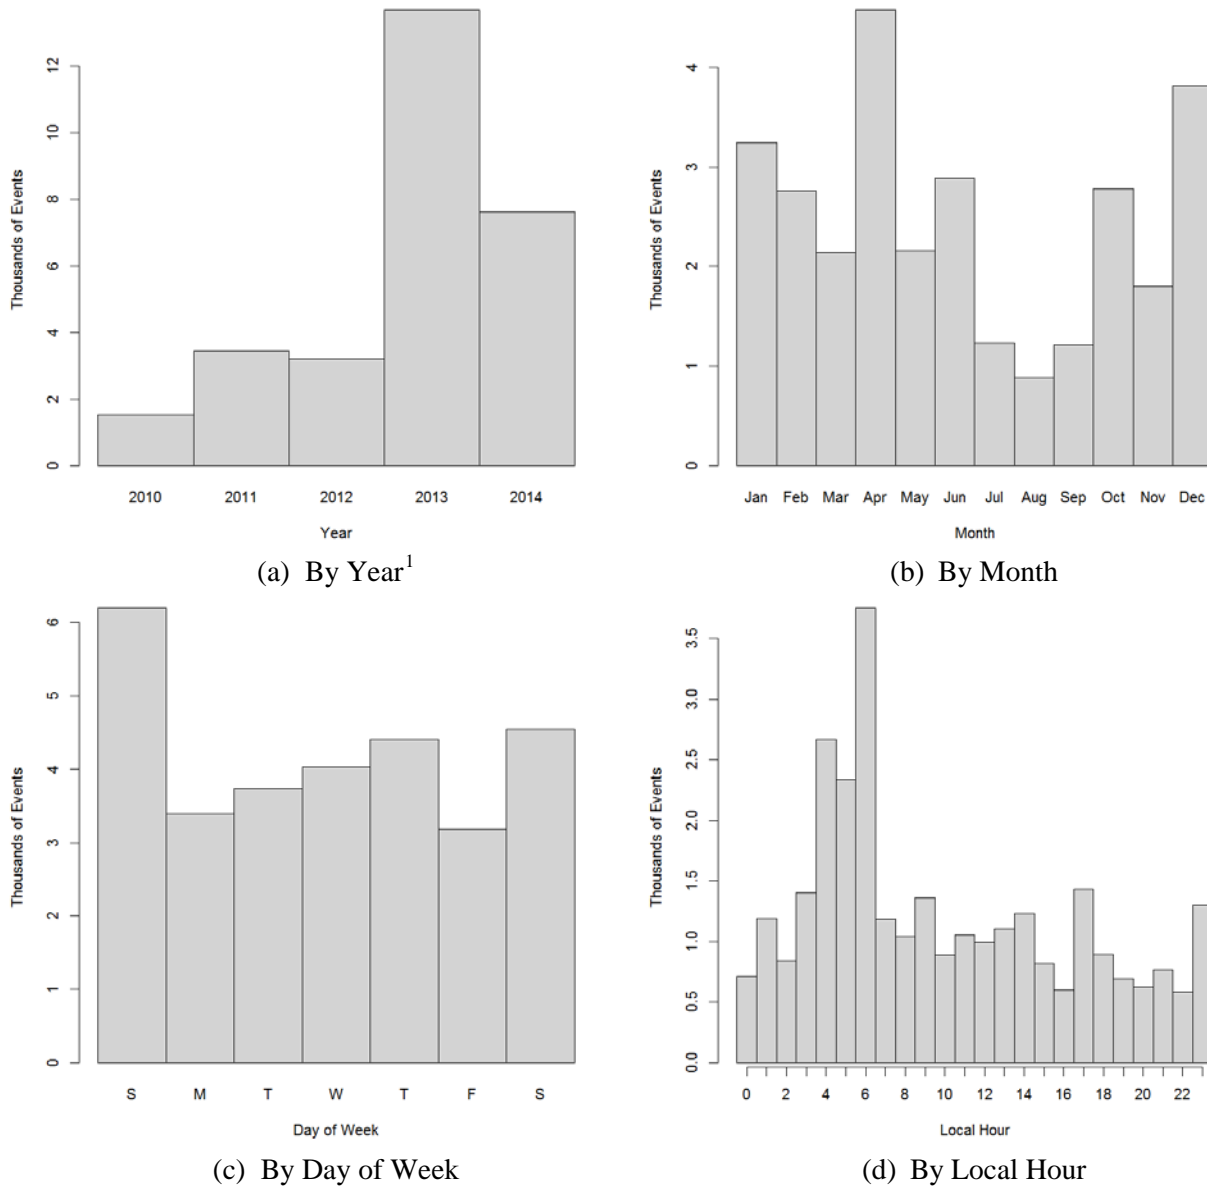 Thousands of Events
12
10
8
6
4
2
0
2010 2011 2012 2013 2014
Year
(a) By Year1
Thousands of Events
4
3
2
1
0
Jan Feb Mar Apr May Jun Jul Aug Sep Oct Nov Dec
Month
(b) By Month
Thousands of Events
6
5
4
3
2
1
0
S M T W T F S
Day of Week
(c) By Day of Week
Thousands of Events
3.5
3.0
2.5
2.0
1.5
1.0
0.5
0.0
0 2 4 6 8 10 12 14 16 18 20 22
Local Hour
(d) By Local Hour